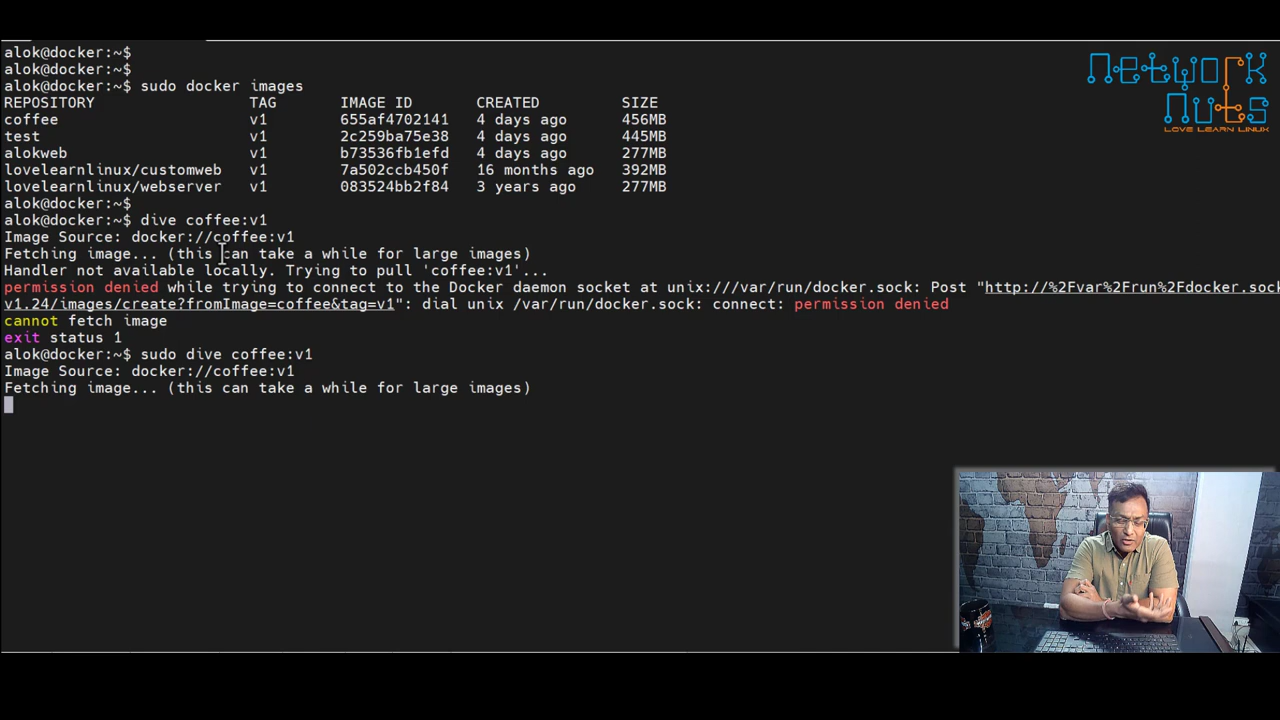 alok@docker:~$
alok@docker:~$
alok@docker:~$ sudo docker images
REPOSITORY TAG IMAGE ID CREATED SIZE
coffee v1 655af4702141 4 days ago 456MB
test v1 2c259ba75e38 4 days ago 445MB
alokweb v1 b73536fb1efd 4 days ago 277MB
lovelearnlinux/customweb v1 7a502ccb450f 16 months ago 392MB
lovelearnlinux/webserver v1 083524bb2f84 3 years ago 277MB
alok@docker:~$
alok@docker:~$ dive coffee:v1
Image Source: docker://coffee:v1
Fetching image... (this can take a while for large images)
Handler not available locally. Trying to pull 'coffee:v1'...
permission denied while trying to connect to the Docker daemon socket at unix:///var/run/docker.sock: Post "http://%2Fvar%2Frun%2Fdocker.sock
v1.24/images/create?fromImage=coffee&tag=v1": dial unix /var/run/docker.sock: connect: permission denied
cannot fetch image
exit status 1
alok@docker:~$ sudo dive coffee:v1
Image Source: docker://coffee:v1
Fetching image... (this can take a while for large images)
Network
Nuts
LOVE LEARN LINUX